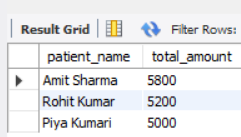 Result Grid Filter Rows:
patient_name total_amount
Amit Sharma 5800
Rohit Kumar 5200
Piya Kumari 5000